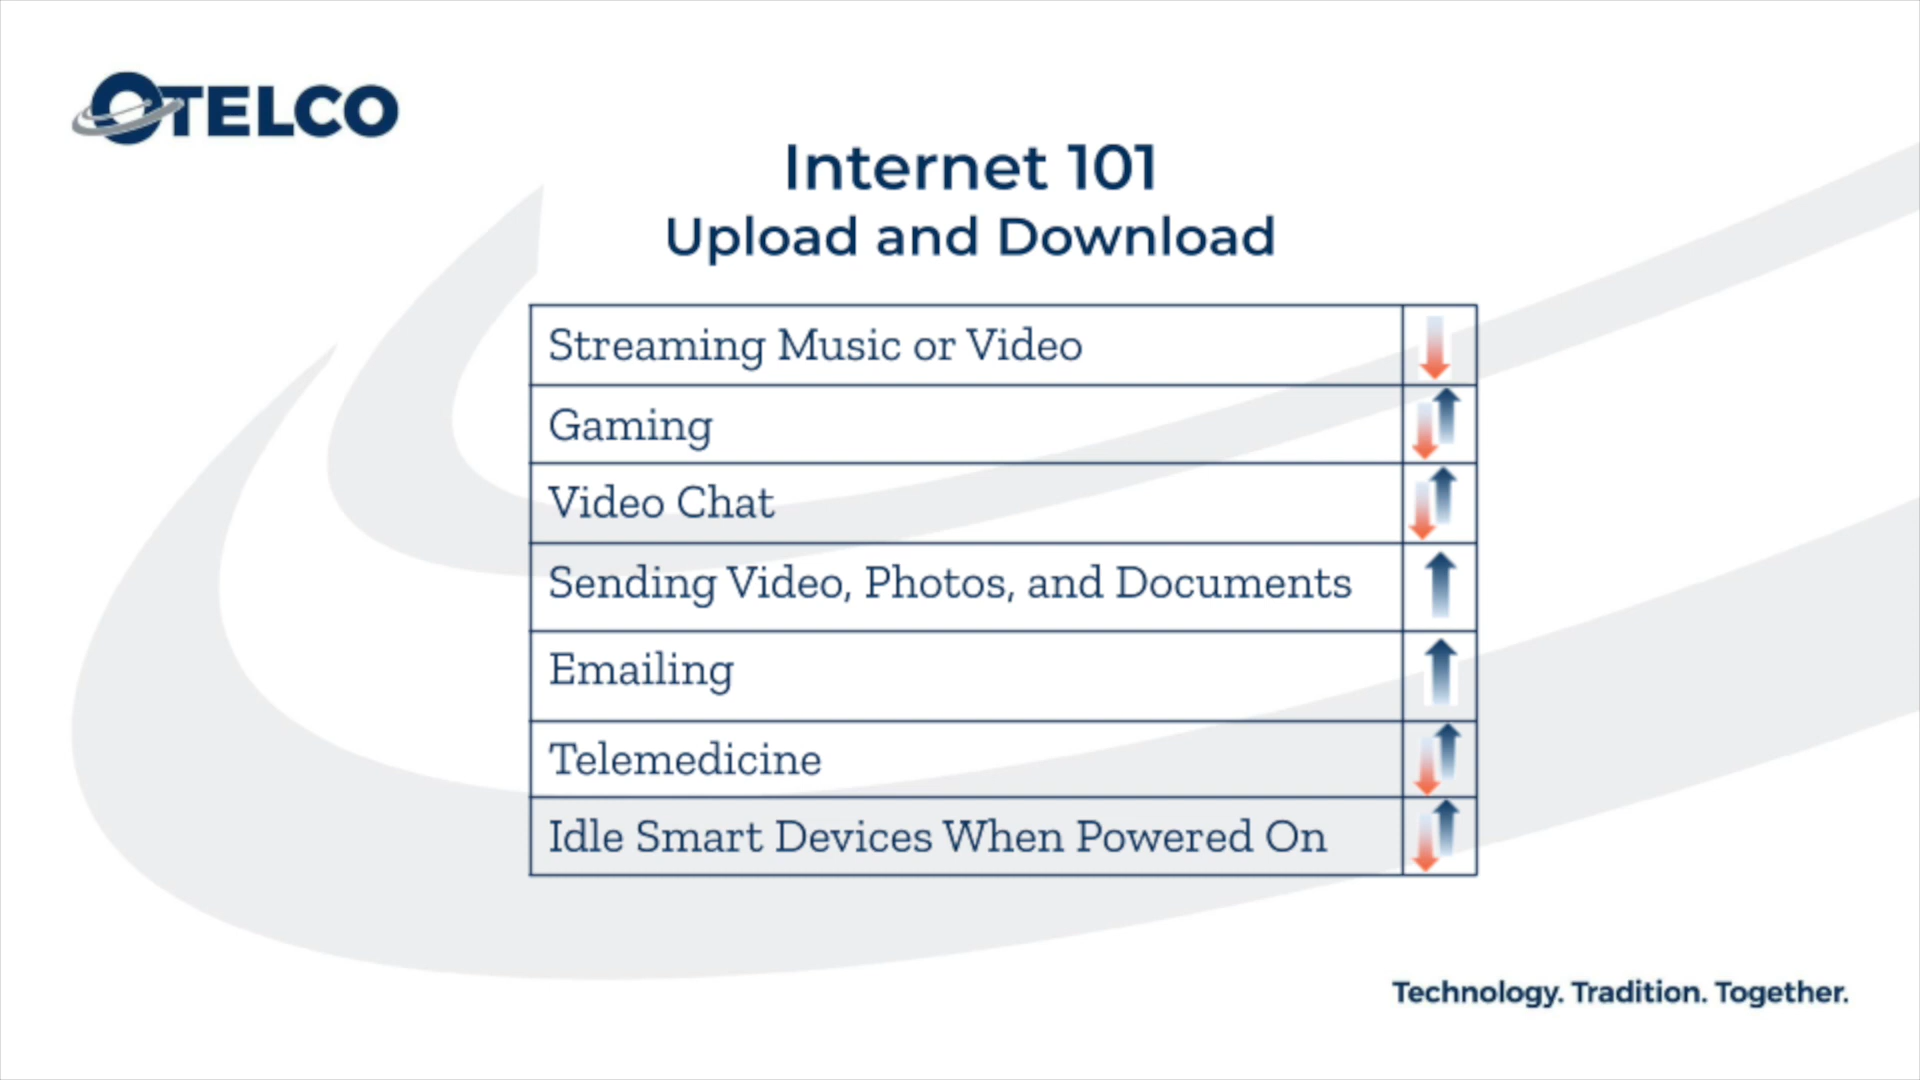 OTELCO
Internet 101
Upload and Download
Streaming Music or Video
Gaming
Video Chat
Sending Video, Photos, and Documents
Emailing
Telemedicine
Idle Smart Devices When Powered On
Technology. Tradition. Together.